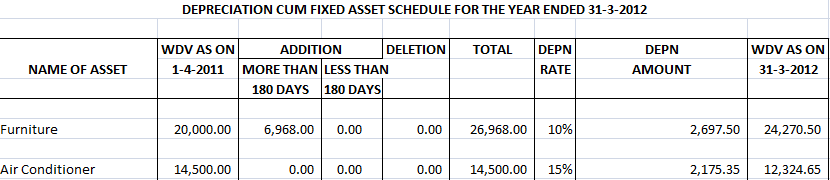 DEPRECIATION CUM FIXED ASSET SCHEDULE FOR THE YEAR ENDED 31-3-2012
WDV AS ON ADDITION DELETION TOTAL DEPN DEPN WDV AS ON
NAME OF ASSET 1-4-2011 MORE THAN LESS THAN RATE AMOUNT 31-3-2012
180 DAYS 180 DAYS
Furniture 20,000.00 6,968.00 0.00 0.00 26,968.00 10% 2,697.50 24,270.50
Air Conditioner 14,500.00 0.00 0.00 0.00 14,500.00 15% 2,175.35 12,324.65